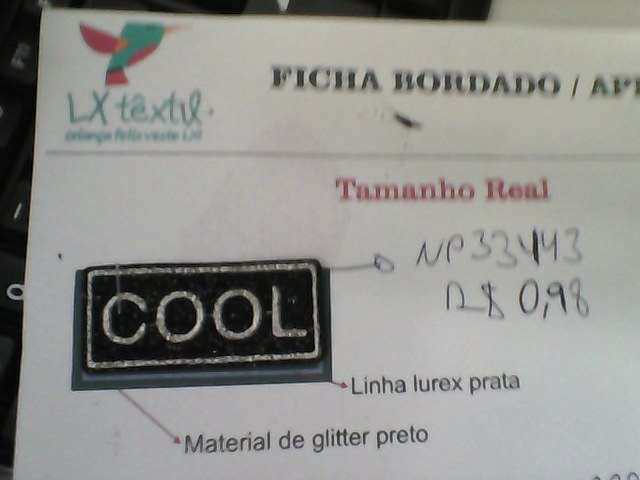 LX têxtil
criança feliz veste LX
FICHA BORDADO / AP
Tamanho Real
NP33443
R$ 0,98
COOL
Linha lurex prata
Material de glitter preto